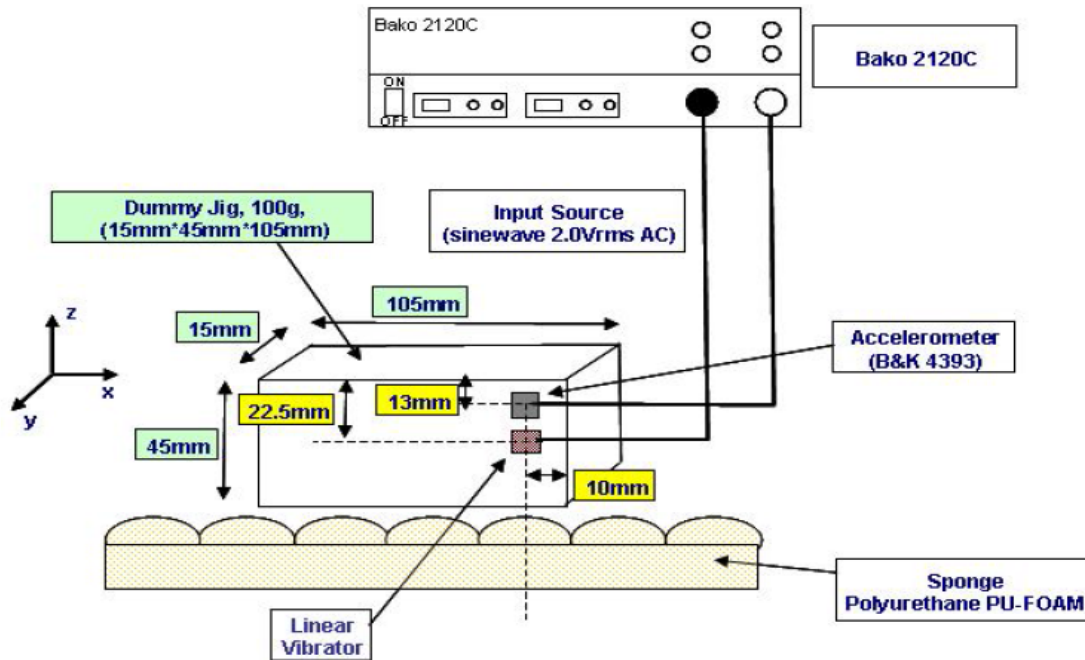 Bako 2120C
Bako 2120C
ON
OFF
Dummy Jig, 100g,
(15mm*45mm*105mm)
Input Source
(sinewave 2.0Vrms AC)
105mm
15mm
z
x
y
Accelerometer
(B&K 4393)
13mm
22.5mm
45mm
10mm
Sponge
Polyurethane PU-FOAM
Linear
Vibrator